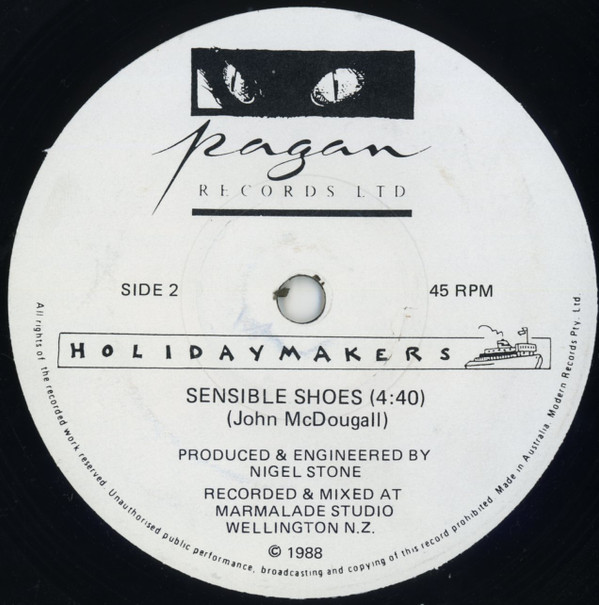 pagan
RECORDS LTD
SIDE 2
45 RPM
HOLIDAYMAKERS
SENSIBLE SHOES (4:40)
(John McDougall)
PRODUCED & ENGINEERED BY
NIGEL STONE
RECORDED & MIXED AT
MARMALADE STUDIO
WELLINGTON N.Z.
© 1988
All rights of the recorded work reserved. Unauthorised public performance, broadcasting and copying of this record prohibited. Made in Australia. Modern Records Pty. Ltd.